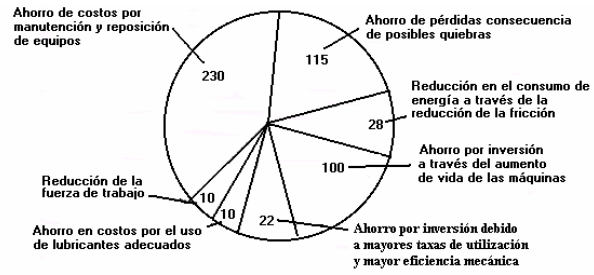 Ahorro de costos por
manutención y reposición
de equipos
230
Ahorro de pérdidas consecuencia
de posibles quiebras
115
Reducción en el consumo de
energía a través de la
reducción de la fricción
28
Ahorro por inversión
a través del aumento
de vida de las máquinas
100
Reducción de la
fuerza de trabajo
10
Ahorro en costos por el uso
de lubricantes adecuados
10
22
Ahorro por inversión debido
a mayores taxas de utilización
y mayor eficiencia mecánica